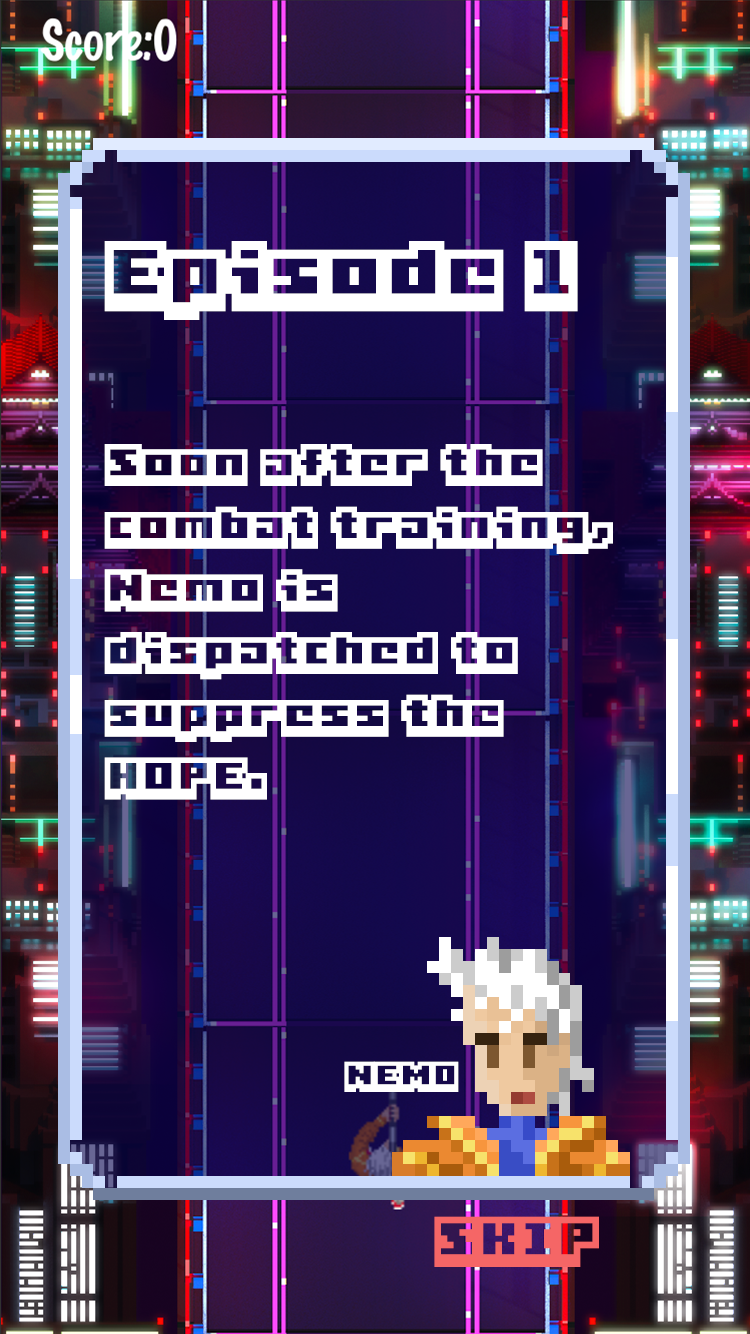 Score:0
Episode 1
Soon after the
combat training,
Nemo is
dispatched to
suppress the
HOPE.
NEMO
SKIP